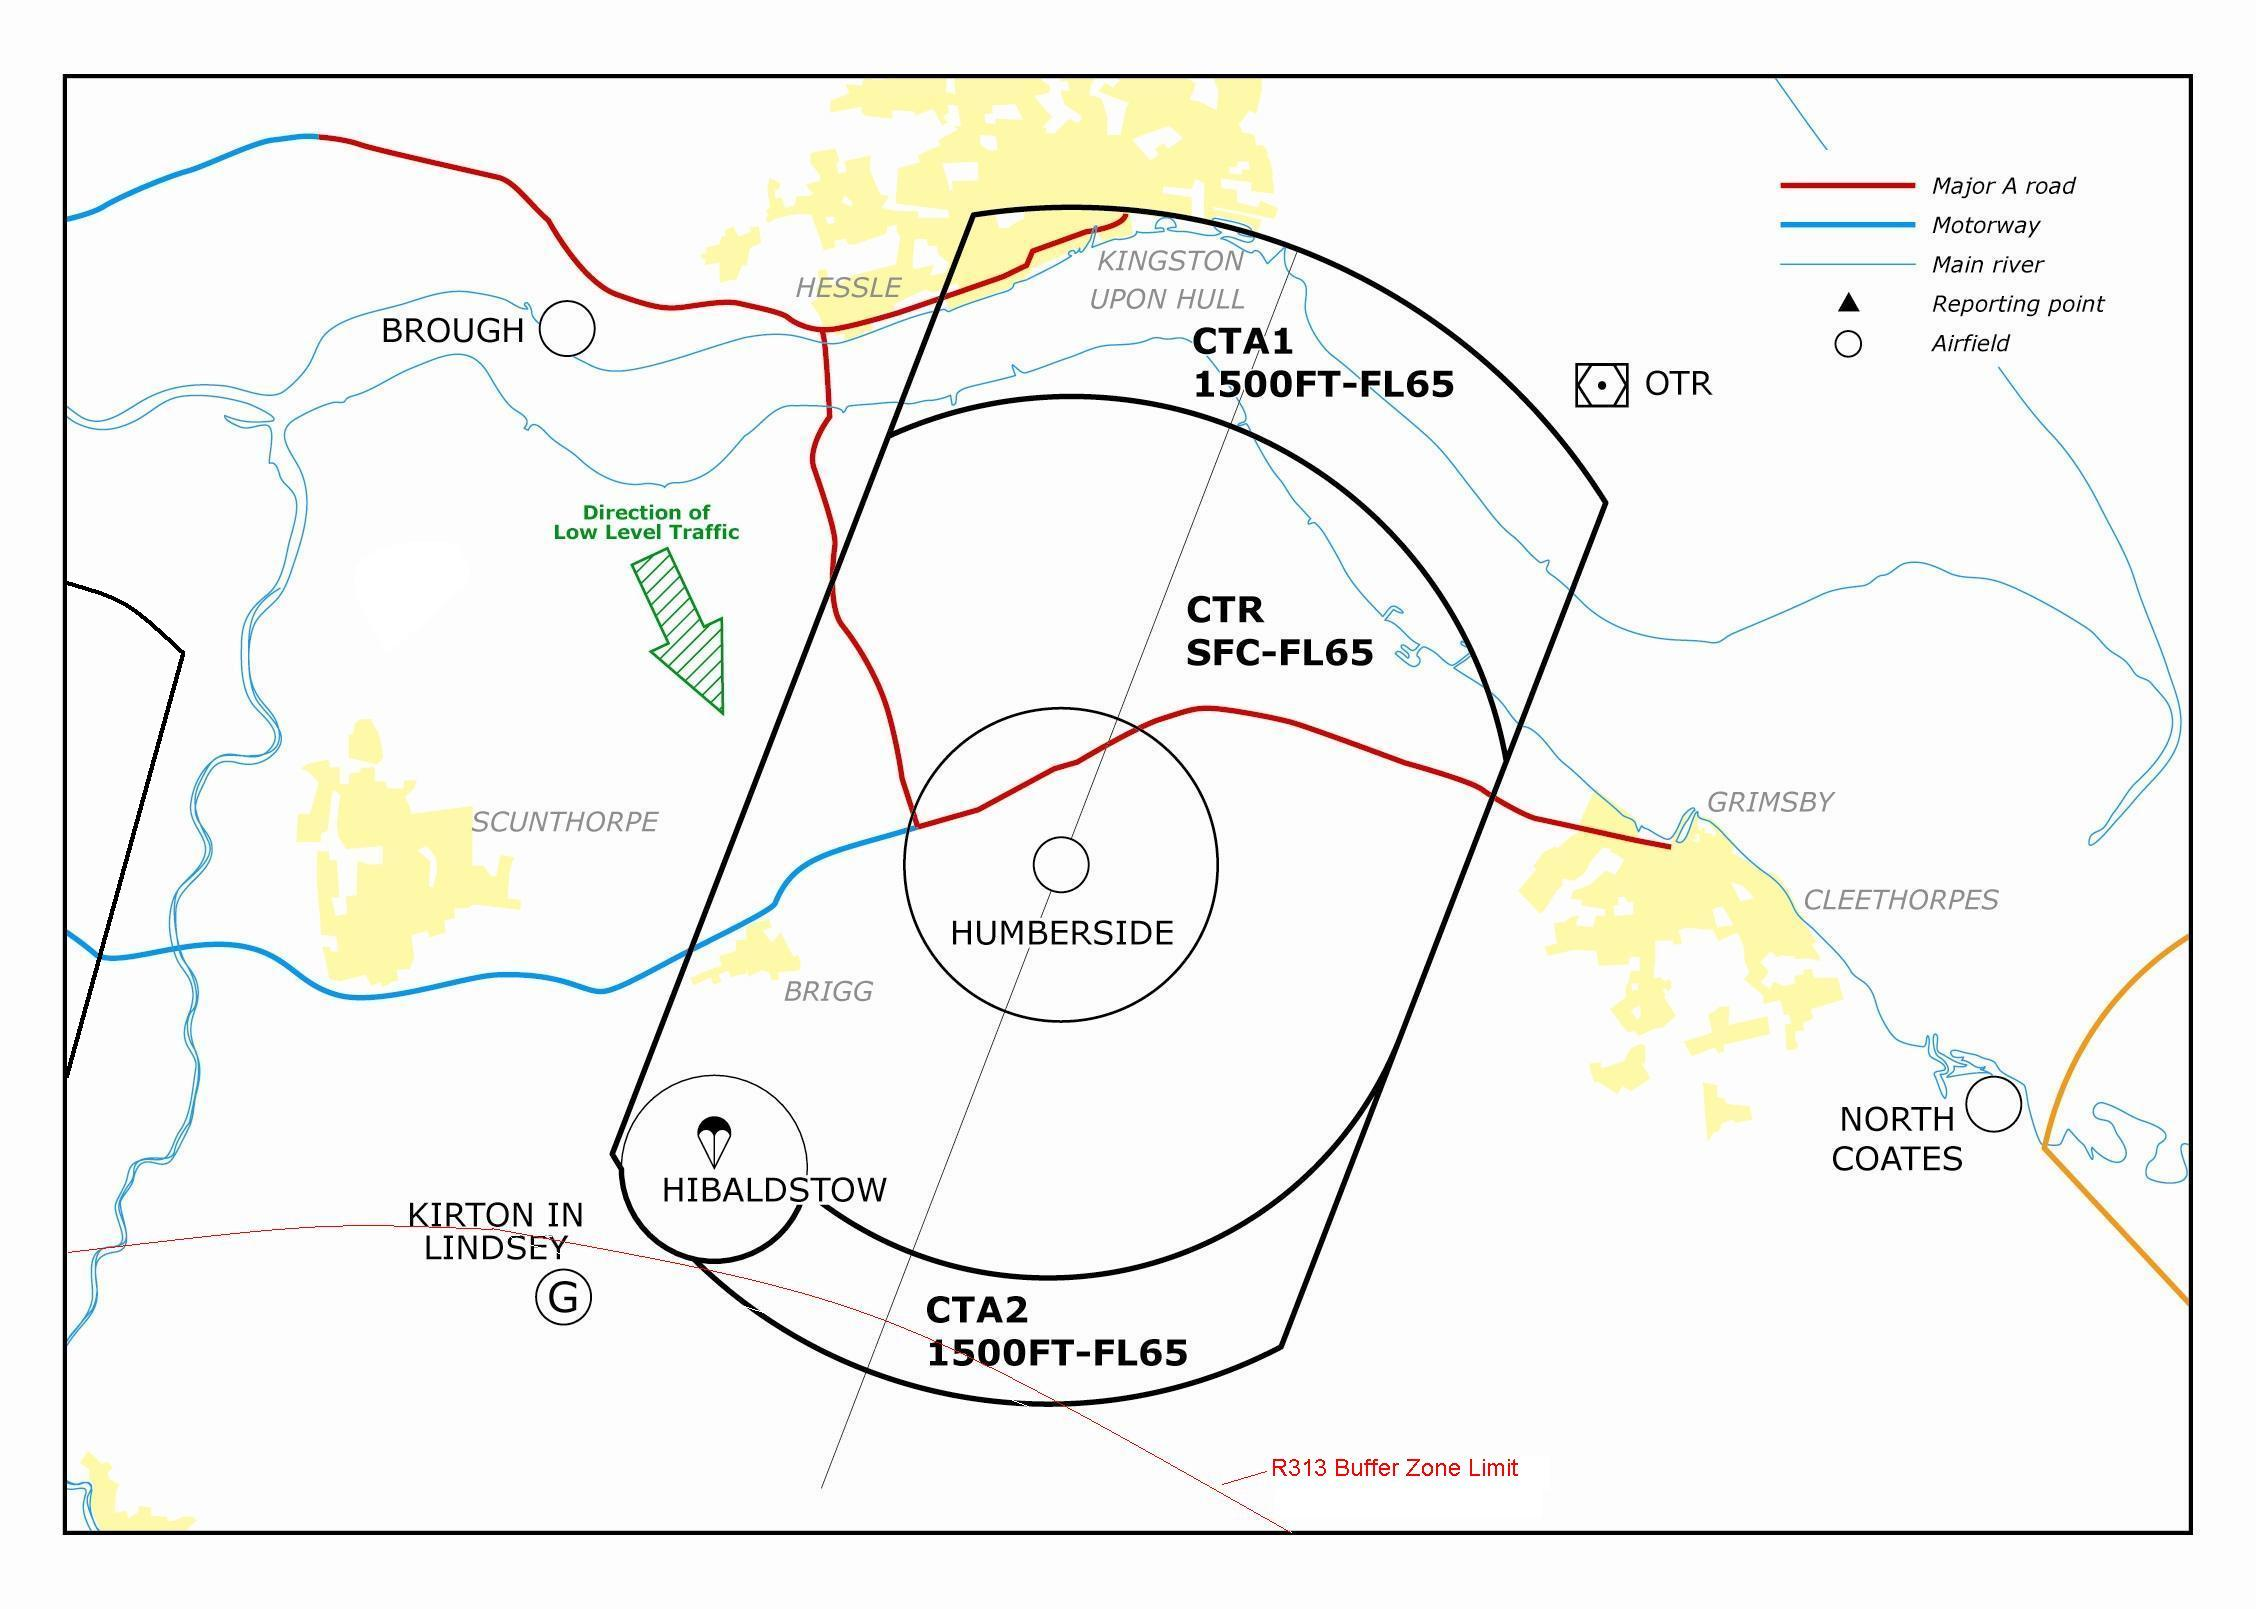 Major A road
Motorway
Main river
Reporting point
Airfield
KINGSTON
UPON HULL
HESSLE
BROUGH
CTA1
1500FT-FL65
OTR
Direction of
Low Level Traffic
CTR
SFC-FL65
SCUNTHORPE
GRIMSBY
CLEETHORPES
HUMBERSIDE
BRIGG
NORTH
COATES
HIBALDSTOW
KIRTON IN
LINDSEY
G
CTA2
1500FT-FL65
R313 Buffer Zone Limit